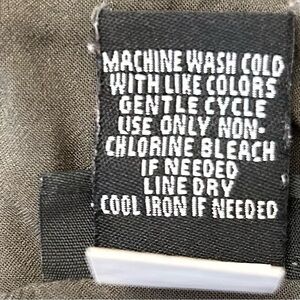 MACHINE WASH COLD
WITH LIKE COLORS
GENTLE CYCLE
USE ONLY NON-
CHLORINE BLEACH
IF NEEDED
LINE DRY
COOL IRON IF NEEDED